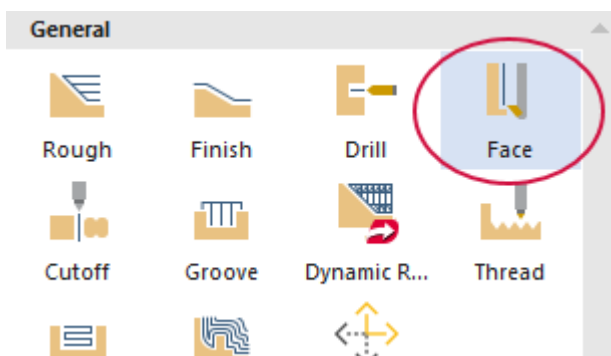 General
Rough Finish Drill Face
Cutoff Groove Dynamic R... Thread